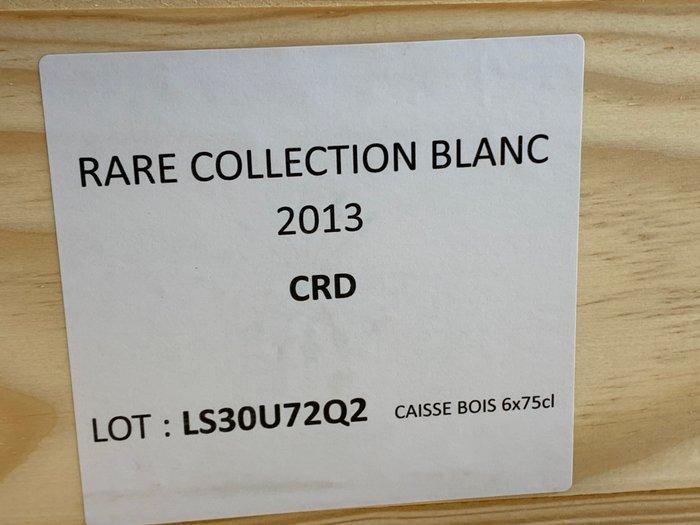 RARE COLLECTION BLANC
2013
CRD
LOT : LS30U72Q2 CAISSE BOIS 6x75cl